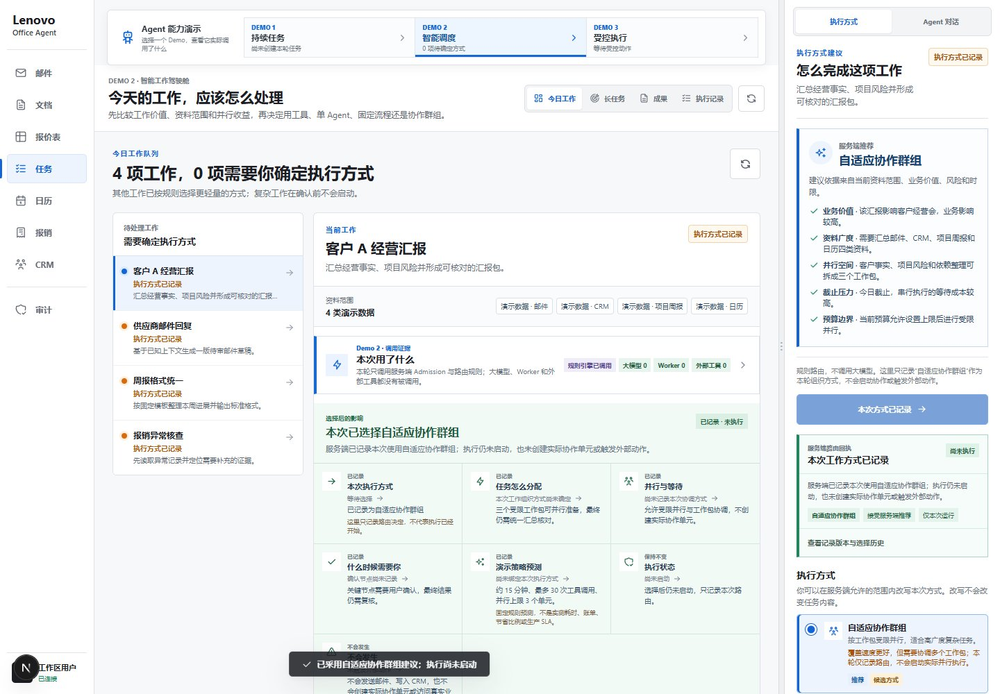 Lenovo
Office Agent
邮件
文档
报价表
任务
日历
报销
CRM
审计
N
工作区用户
已连接
Agent 能力演示
选择一个 Demo，查看它实际调
用了什么
DEMO 1
持续任务
尚未创建本轮任务
DEMO 2
智能调度
0 项待确定方式
DEMO 3
受控执行
等待受控动作
DEMO 2 · 智能工作驾驶舱
今天的工作，应该怎么处理
先比较工作价值、资料范围和并行收益，再决定用工具、单 Agent、固定流程还是协作群组。
今日工作
长任务
成果
执行记录
今日工作队列
4 项工作，0 项需要你确定执行方式
其他工作已按规则选择更轻量的方式；复杂工作在确认前不会启动。
待处理工作
需要确定执行方式
客户 A 经营汇报
执行方式已记录
汇总经营事实、项目风险并形成可核对的汇报...
供应商邮件回复
执行方式已记录
基于已知上下文生成一版待审邮件草稿。
周报格式统一
执行方式已记录
按固定模板整理本周进展并输出标准格式。
报销异常核查
执行方式已记录
先读取异常记录并定位需要补充的证据。
当前工作
客户 A 经营汇报
汇总经营事实、项目风险并形成可核对的汇报包。
执行方式已记录
资料范围
4 类演示数据
演示数据 · 邮件
演示数据 · CRM
演示数据 · 项目周报
演示数据 · 日历
Demo 2 · 调用证据
本次用了什么
本轮只调用服务端 Admission 与路由规则；大模型、Worker 和外
部工具都没有被调用。
规则引擎已调用
大模型 0
Worker 0
外部工具 0
选择后的影响
本次已选择自适应协作群组
服务端已记录本次使用自适应协作群组；执行仍未启动，也未创建实际协作单元或触发外部动作。
已记录 · 未执行
已记录
本次执行方式
等待选择 →
已记录为自适应协作群组
这里只记录路由决定，不代表执行已经
开始。
已记录
任务怎么分配
本次工作组织方式尚未确定 →
三个受限工作包可并行准备，最终
仍需统一汇总核对。
已记录
并行与等待
尚未记录本次协调方式 →
允许受限并行与工作包协调，不创
建实际协作单元。
已记录
什么时候需要你
确认节点尚未记录 →
关键节点需要用户确认，最终结果
仍需复核。
已记录
演示策略预测
尚未绑定本次执行方式 →
约 15 分钟、最多 30 次工具调用、
并行上限 3 个单元。
固定规则预测，不是实测耗时、账单、
节省比例或生产 SLA。
保持不变
执行状态
尚未启动 →
选择后仍未启动，只记录本次路
由。
不会发生
不会发生
不会发送邮件、写入 CRM，也不
会创建实际协作单元或访问真实业
已采用自适应协作群组建议；执行尚未启动
执行方式
Agent 对话
执行方式建议
怎么完成这项工作
汇总经营事实、项目风险并形成
可核对的汇报包。
执行方式已记录
服务端推荐
自适应协作群组
建议依据来自当前资料范围、业务价值、风险和时
限。
业务价值 · 该汇报影响客户经营会，业务影响
较高。
资料广度 · 需要汇总邮件、CRM、项目周报和
日历四类资料。
并行空间 · 客户事实、项目风险和依赖整理可
拆成三个工作包。
截止压力 · 今日截止，串行执行的等待成本较
高。
预算边界 · 当前预算允许设置上限后进行受限
并行。
规则路由，不调用大模型。这里只记录“自适应协作群组”作为
本轮组织方式，不会启动协作或触发外部动作。
本次方式已记录 →
服务端路由回执
本次工作方式已记录
尚未执行
服务端已记录本次使用自适应协作群组；执行仍未启
动，也未创建实际协作单元或触发外部动作。
自适应协作群组
接受服务端推荐
仅本次运行
查看记录版本与选择历史
执行方式
你可以在服务端允许的范围内改写本次方式。改写不会改
变任务内容。
自适应协作群组
按工作包受限并行，适合高广度复杂任务。
覆盖速度更好，但需要协调多个工作包；本
轮仅记录路由，不会启动实际并行执行。
推荐
候选方式